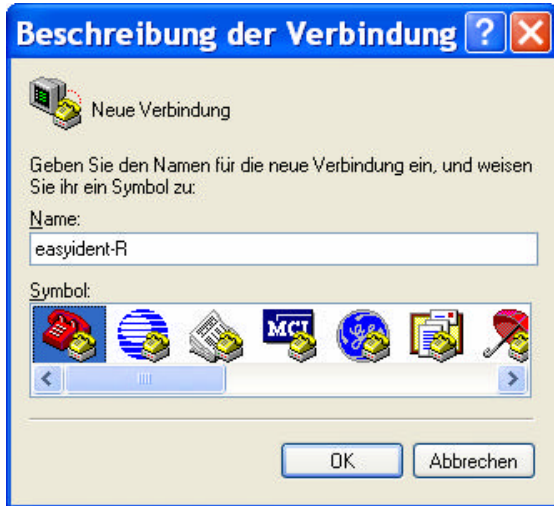 Beschreibung der Verbindung
Neue Verbindung
Geben Sie den Namen für die neue Verbindung ein, und weisen
Sie ihr ein Symbol zu:
Name:
easyident-R
Symbol:
MCI
OK Abbrechen